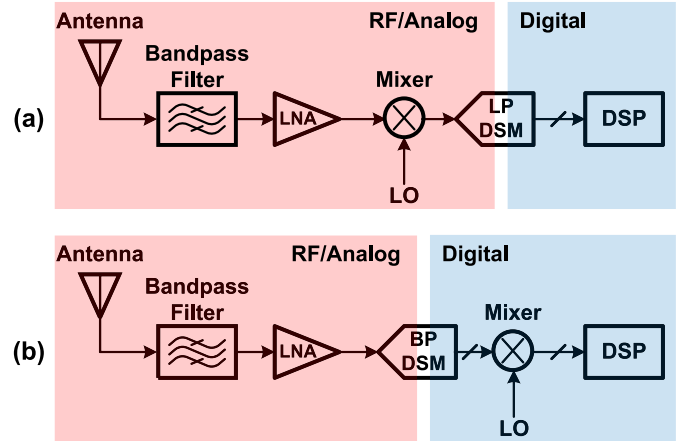 Antenna
RF/Analog
Digital
Bandpass
Filter
Mixer
(a)
LNA
LP
DSM
DSP
LO
Antenna
RF/Analog
Digital
Bandpass
Filter
Mixer
(b)
LNA
BP
DSM
DSP
LO